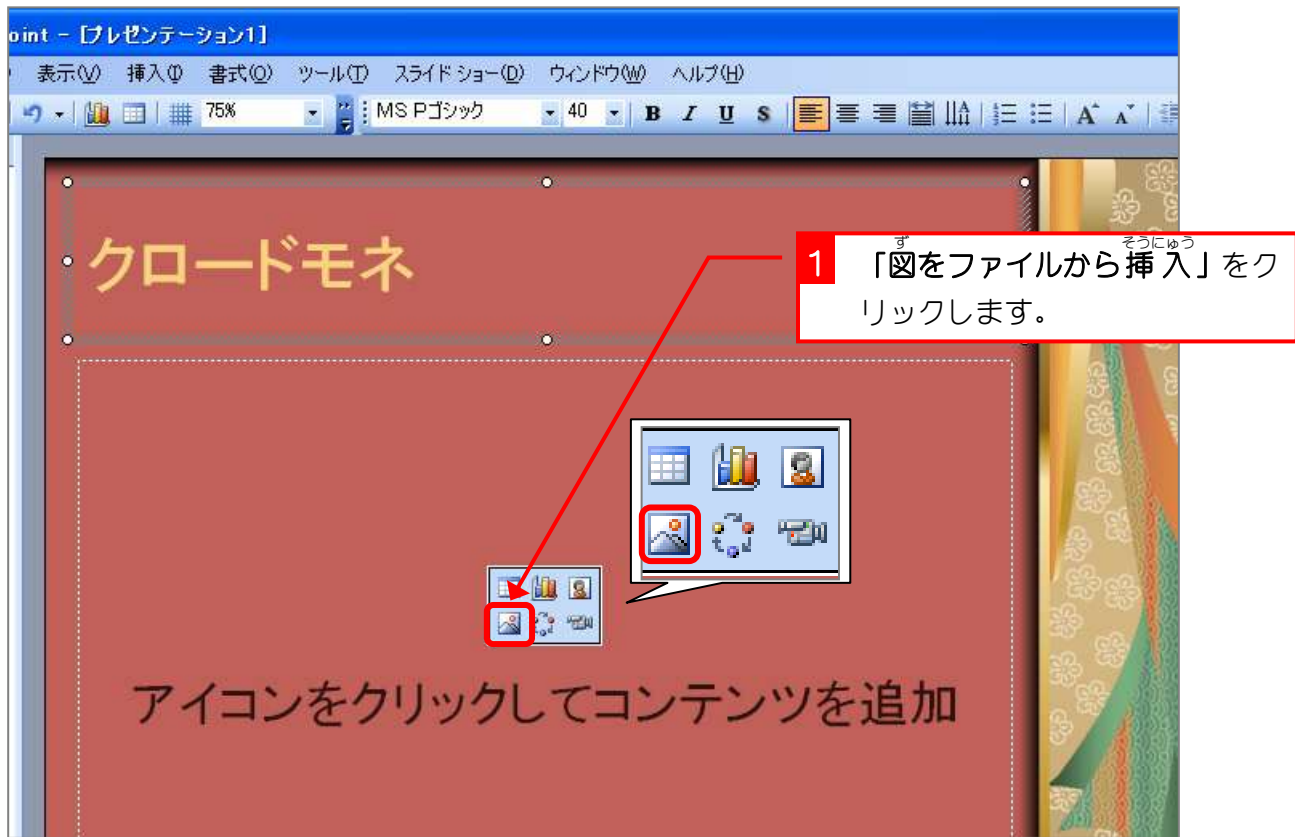 oint - [プレゼンテーション1]
表示(V) 挿入(I) 書式(O) ツール(T) スライド ショー(D) ウィンドウ(W) ヘルプ(H)
75% MS Pゴシック 40 B I U S
クロードモネ
1 「図をファイルから挿入」をク
ず そうにゅう
リックします。
アイコンをクリックしてコンテンツを追加